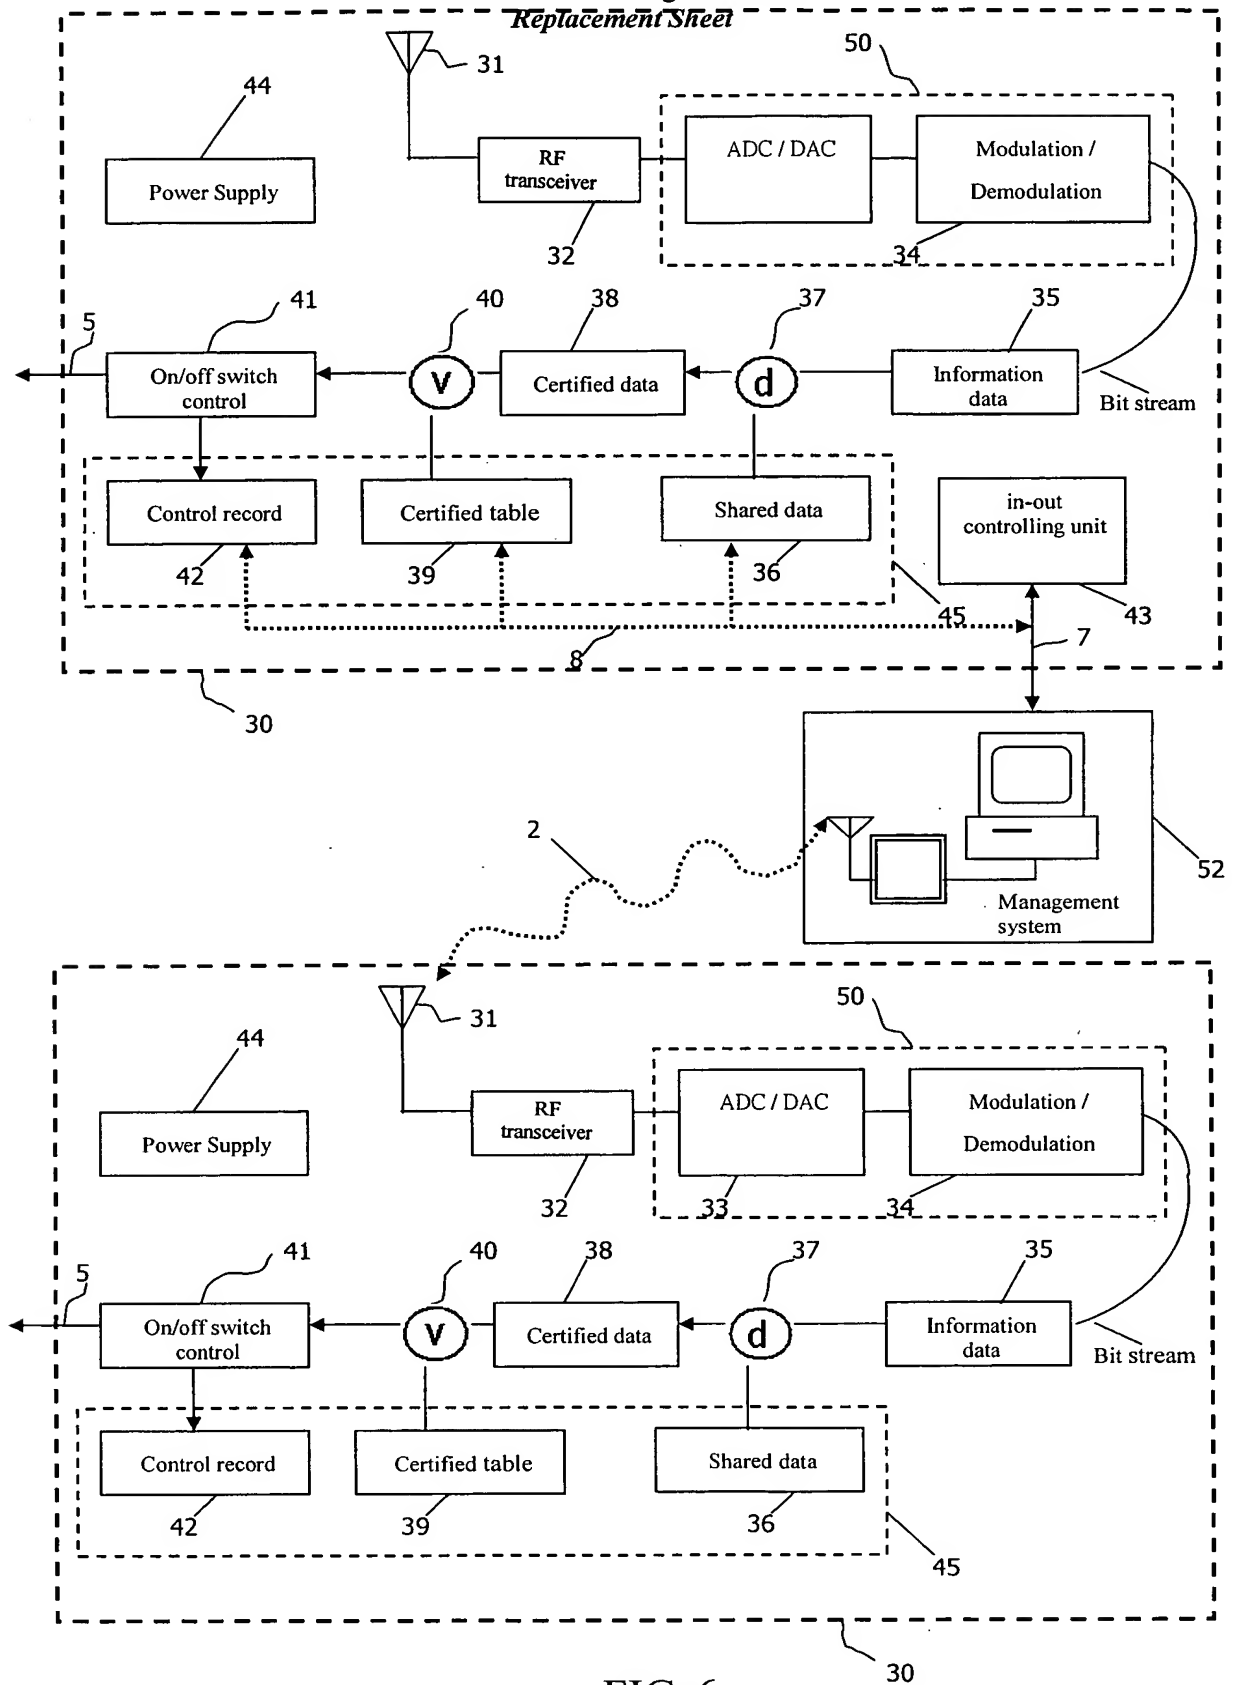 Replacement Sheet
50
31
44
ADC / DAC
Modulation /
Demodulation
RF
transceiver
Power Supply
32
34
41
40
38
37
35
5
On/off switch
control
V
Certified data
d
Information
data
Bit stream
Control record
Certified table
Shared data
in-out
controlling unit
42
39
36
45
43
8
7
30
2
52
Management
system
50
31
44
ADC / DAC
Modulation /
Demodulation
RF
transceiver
Power Supply
32
33
34
41
40
38
37
35
5
On/off switch
control
V
Certified data
d
Information
data
Bit stream
Control record
Certified table
Shared data
42
39
36
45
30
FIG. 6